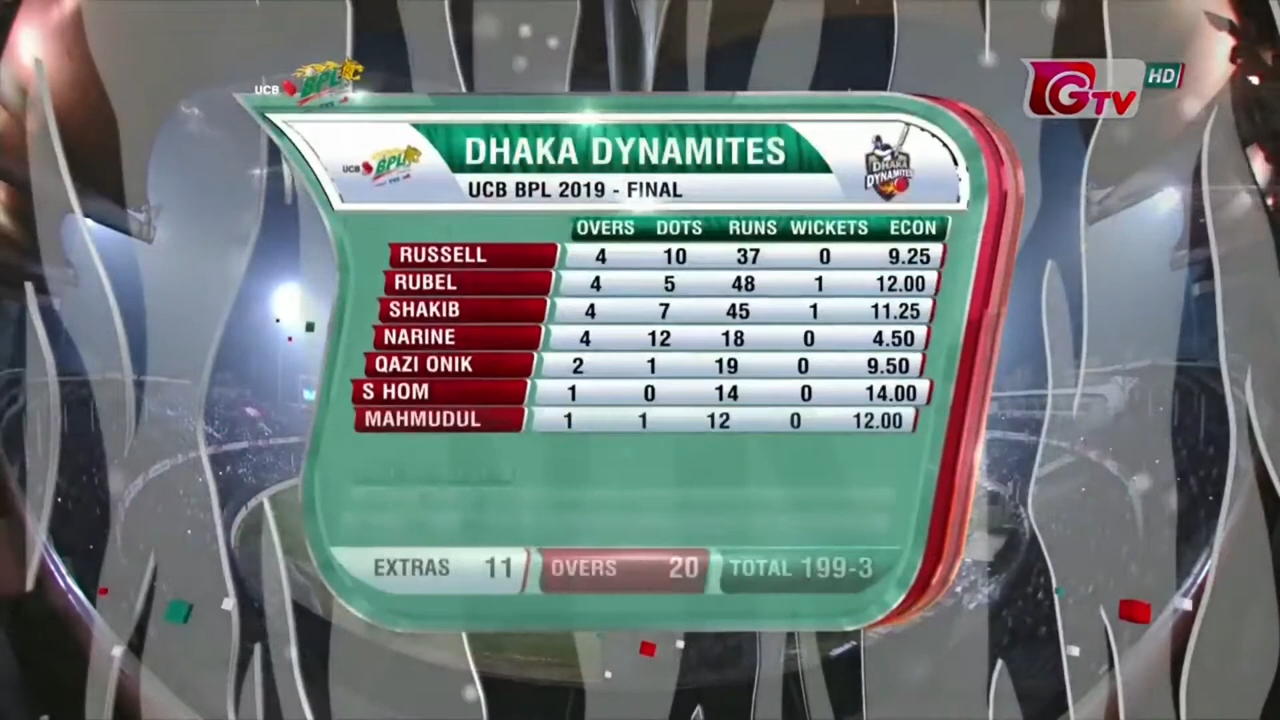 UCB BPL
GTV HD
UCB BPL
DHAKA DYNAMITES
DHAKA DYNAMITES
UCB BPL 2019 - FINAL
OVERS DOTS RUNS WICKETS ECON
RUSSELL 4 10 37 0 9.25
RUBEL 4 5 48 1 12.00
SHAKIB 4 7 45 1 11.25
NARINE 4 12 18 0 4.50
QAZI ONIK 2 1 19 0 9.50
S HOM 1 0 14 0 14.00
MAHMUDUL 1 1 12 0 12.00
EXTRAS 11 OVERS 20 TOTAL 199-3